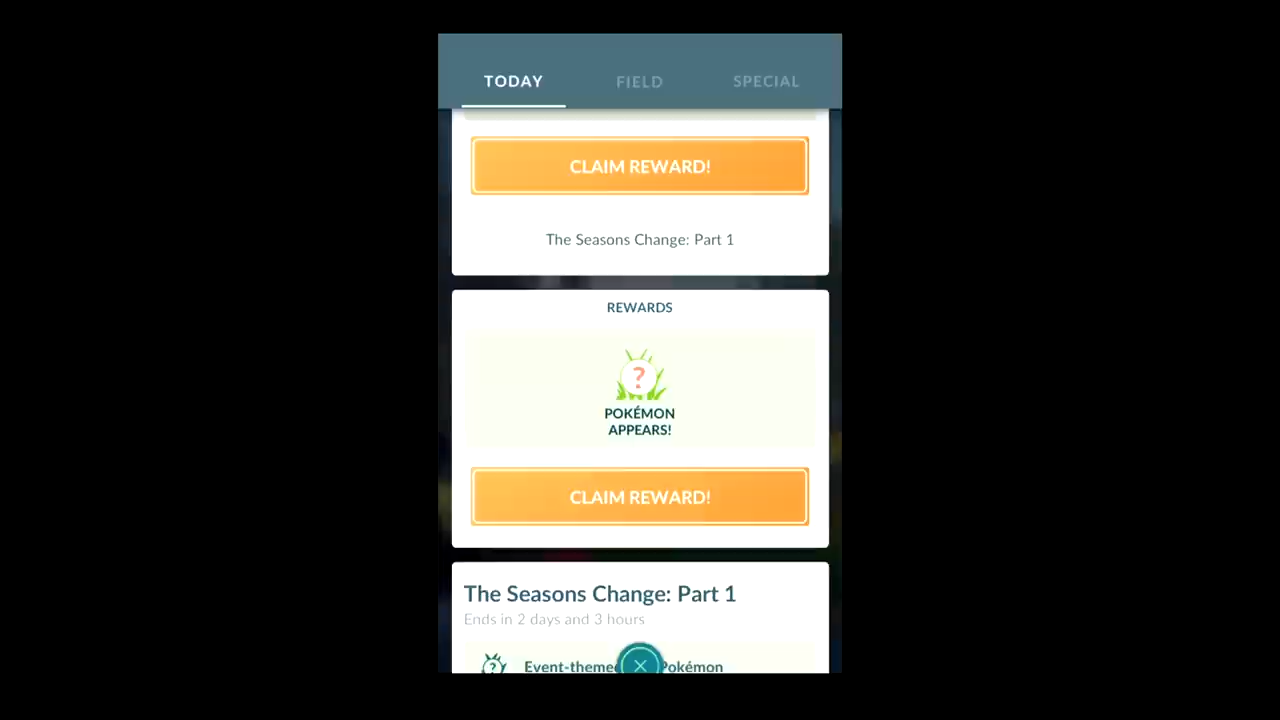 TODAY FIELD SPECIAL
CLAIM REWARD!
The Seasons Change: Part 1
REWARDS
?
POKÉMON
APPEARS!
CLAIM REWARD!
The Seasons Change: Part 1
Ends in 2 days and 3 hours
? Event-theme Pokémon